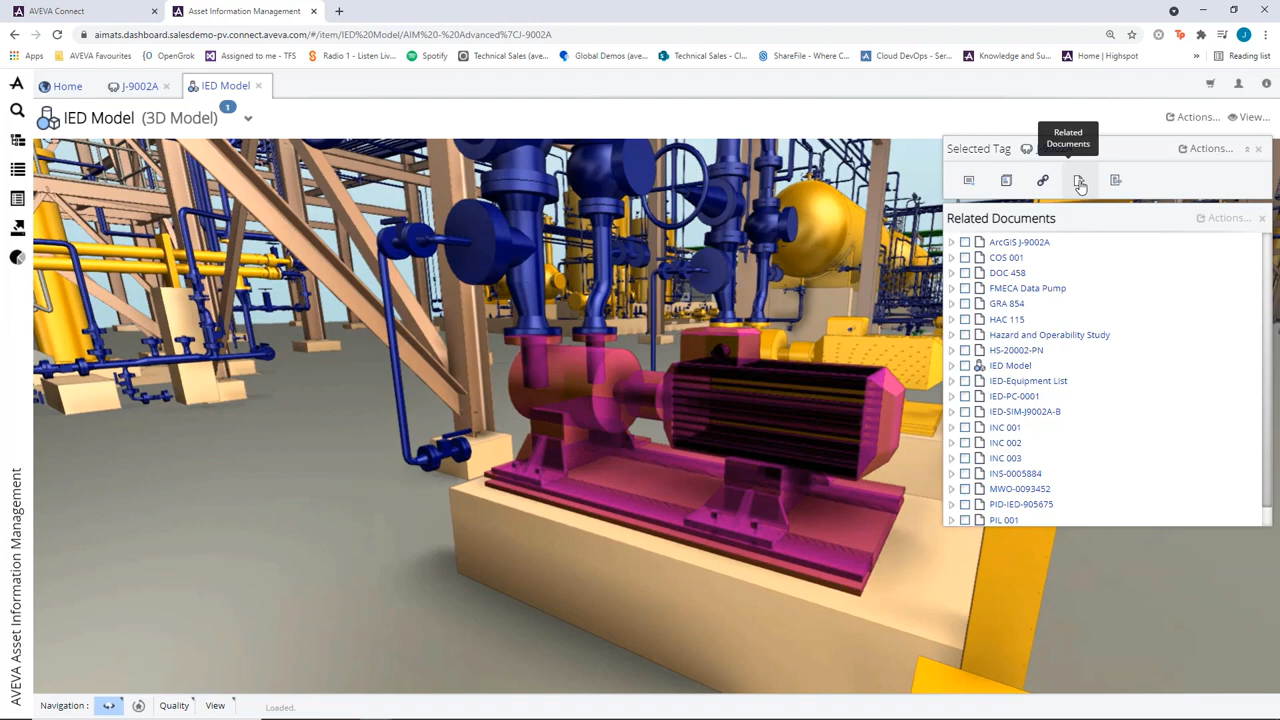 AVEVA Connect
Asset Information Management
aimats.dashboard.salesdemo-pv.connect.aveva.com/#/item/IED%20Model/AIM%20-%20Advanced%7CJ-9002A
Apps
AVEVA Favourites
OpenGrok
Assigned to me - TFS
Radio 1 - Listen Liv...
Spotify
Technical Sales (ave...
Global Demos (ave...
Technical Sales - Cl...
ShareFile - Where C...
Cloud DevOps - Ser...
Knowledge and Su...
Home | Highspot
»
Reading list
Home
J-9002A
IED Model
IED Model (3D Model)
1
Actions...
View...
Related
Documents
Selected Tag
Actions...
Related Documents
Actions...
ArcGIS J-9002A
COS 001
DOC 458
FMECA Data Pump
GRA 854
HAC 115
Hazard and Operability Study
HS-20002-PN
IED Model
IED-Equipment List
IED-PC-0001
IED-SIM-J9002A-B
INC 001
INC 002
INC 003
INS-0005884
MWO-0093452
PID-IED-905675
PIL 001
AVEVA Asset Information Management
Navigation :
Quality
View
Loaded.